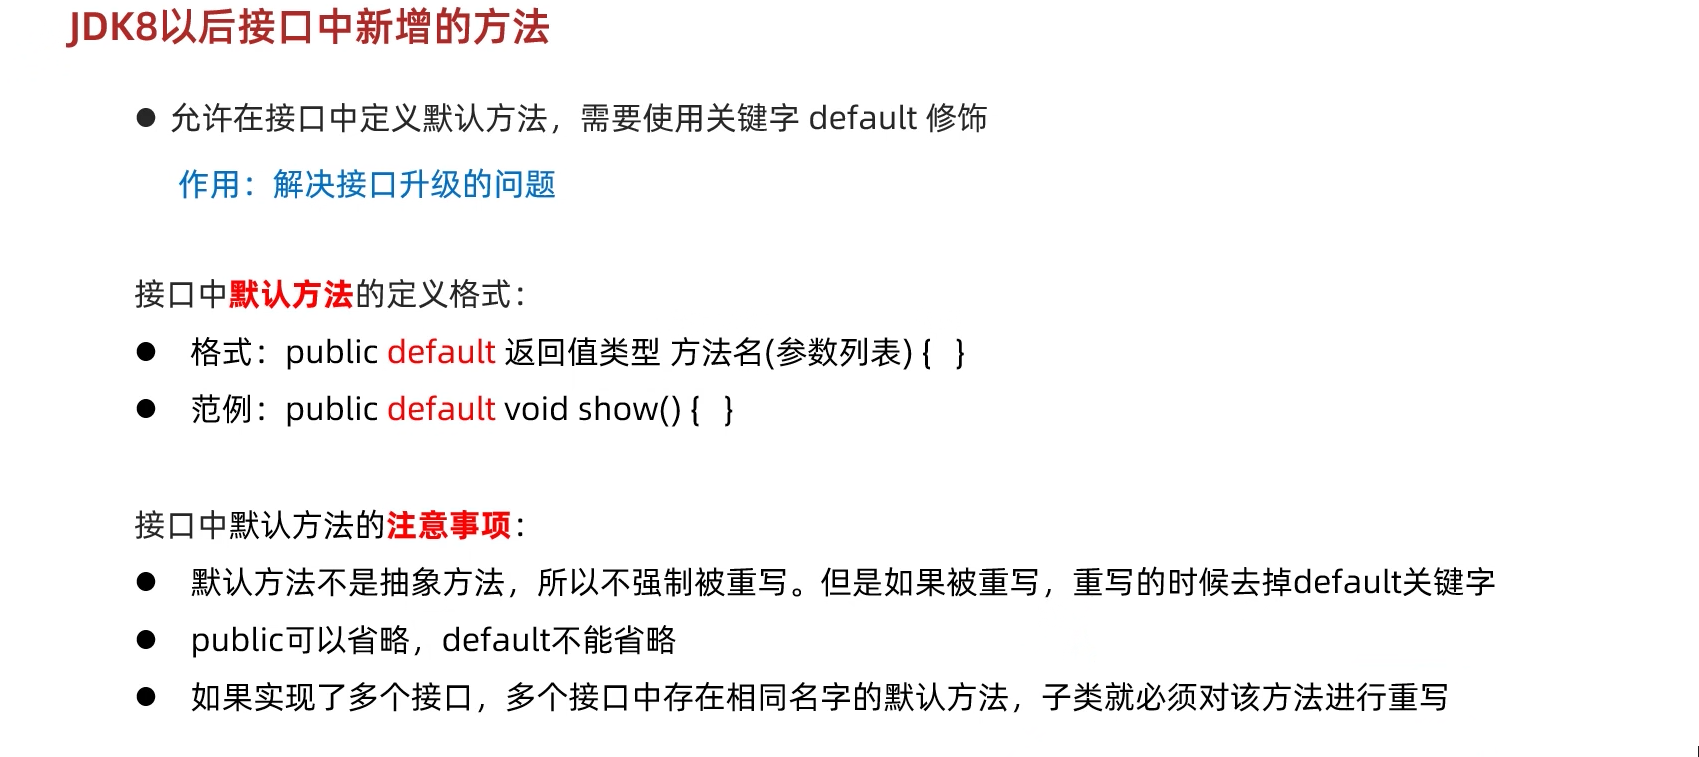 JDK8以后接口中新增的方法
● 允许在接口中定义默认方法，需要使用关键字 default 修饰
作用：解决接口升级的问题
接口中默认方法的定义格式：
● 格式：public default 返回值类型 方法名(参数列表) {   }
● 范例：public default void show() {   }
接口中默认方法的注意事项：
● 默认方法不是抽象方法，所以不强制被重写。但是如果被重写，重写的时候去掉default关键字
● public可以省略，default不能省略
● 如果实现了多个接口，多个接口中存在相同名字的默认方法，子类就必须对该方法进行重写